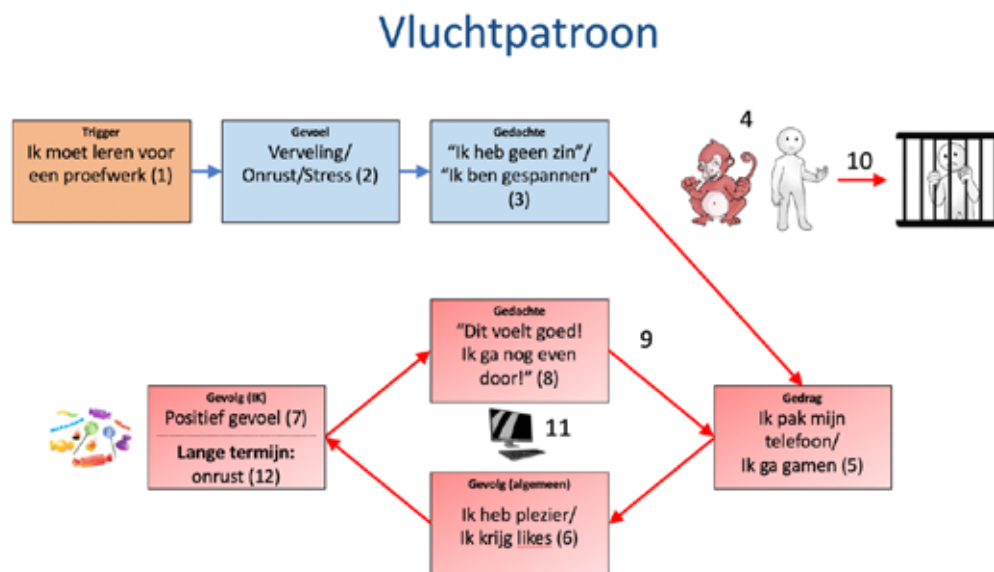 Vluchtpatroon
Trigger
Ik moet leren voor
een proefwerk (1)
Gevoel
Verveling/
Onrust/Stress (2)
Gedachte
“Ik heb geen zin”/
“Ik ben gespannen”
(3)
4
10
Gedachte
“Dit voelt goed!
Ik ga nog even
door!” (8)
9
Gevolg (IK)
Positief gevoel (7)
Lange termijn:
onrust (12)
11
Gedrag
Ik pak mijn
telefoon/
Ik ga gamen (5)
Gevolg (algemeen)
Ik heb plezier/
Ik krijg likes (6)